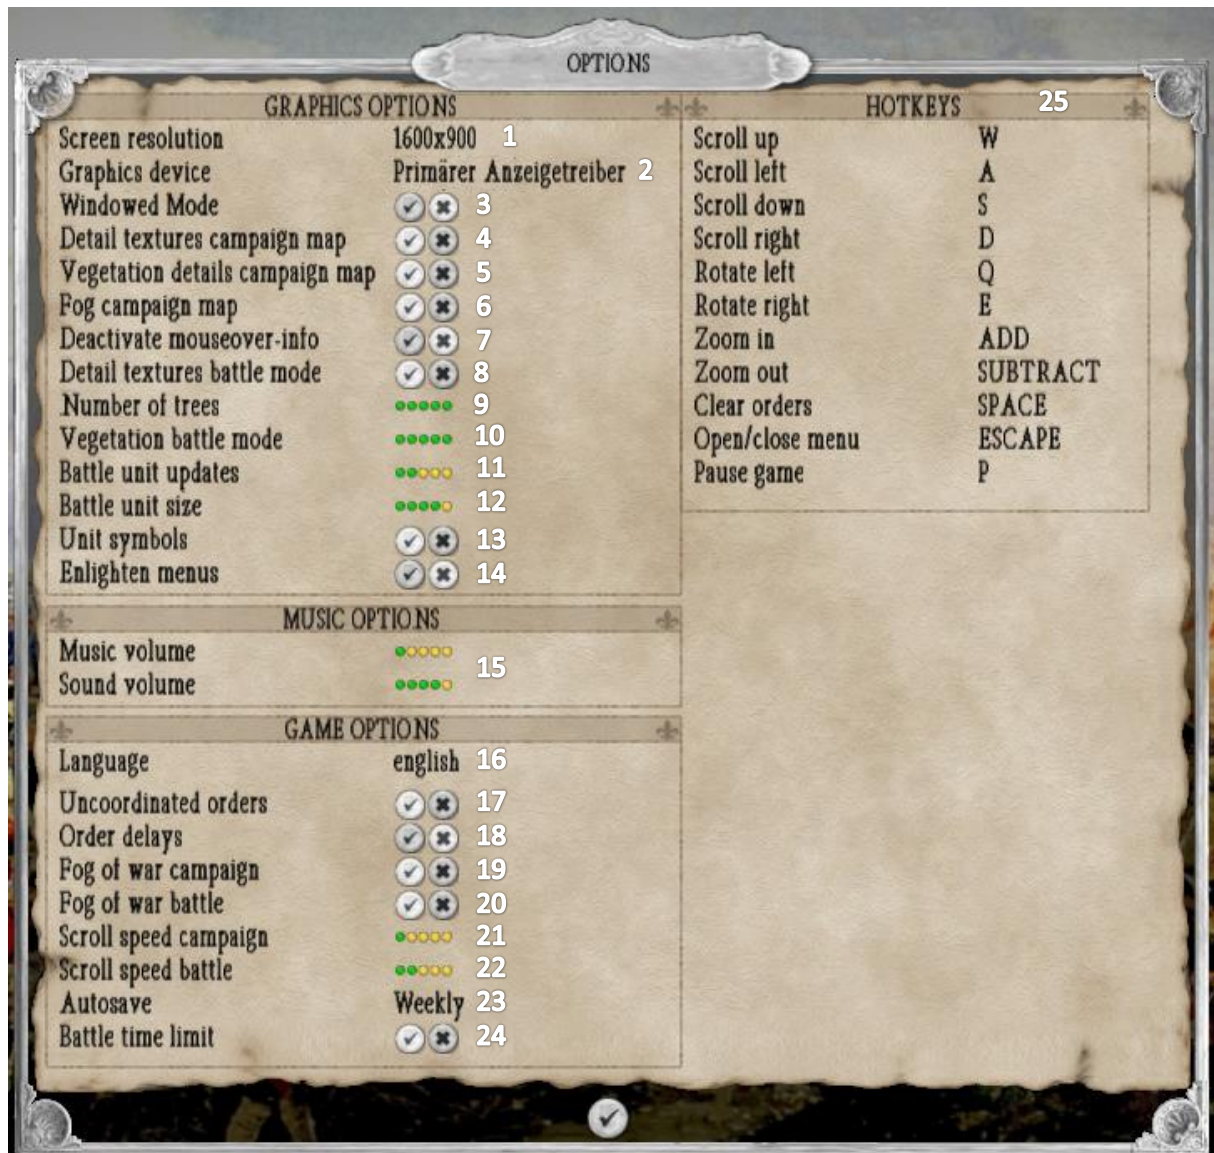 OPTIONS
GRAPHICS OPTIONS
Screen resolution 1600x900 1
Graphics device Primärer Anzeigetreiber 2
Windowed Mode 3
Detail textures campaign map 4
Vegetation details campaign map 5
Fog campaign map 6
Deactivate mouseover-info 7
Detail textures battle mode 8
Number of trees 9
Vegetation battle mode 10
Battle unit updates 11
Battle unit size 12
Unit symbols 13
Enlighten menus 14
MUSIC OPTIONS
Music volume
15
Sound volume
GAME OPTIONS
Language english 16
Uncoordinated orders 17
Order delays 18
Fog of war campaign 19
Fog of war battle 20
Scroll speed campaign 21
Scroll speed battle 22
Autosave Weekly 23
Battle time limit 24
HOTKEYS 25
Scroll up W
Scroll left A
Scroll down S
Scroll right D
Rotate left Q
Rotate right E
Zoom in ADD
Zoom out SUBTRACT
Clear orders SPACE
Open/close menu ESCAPE
Pause game P